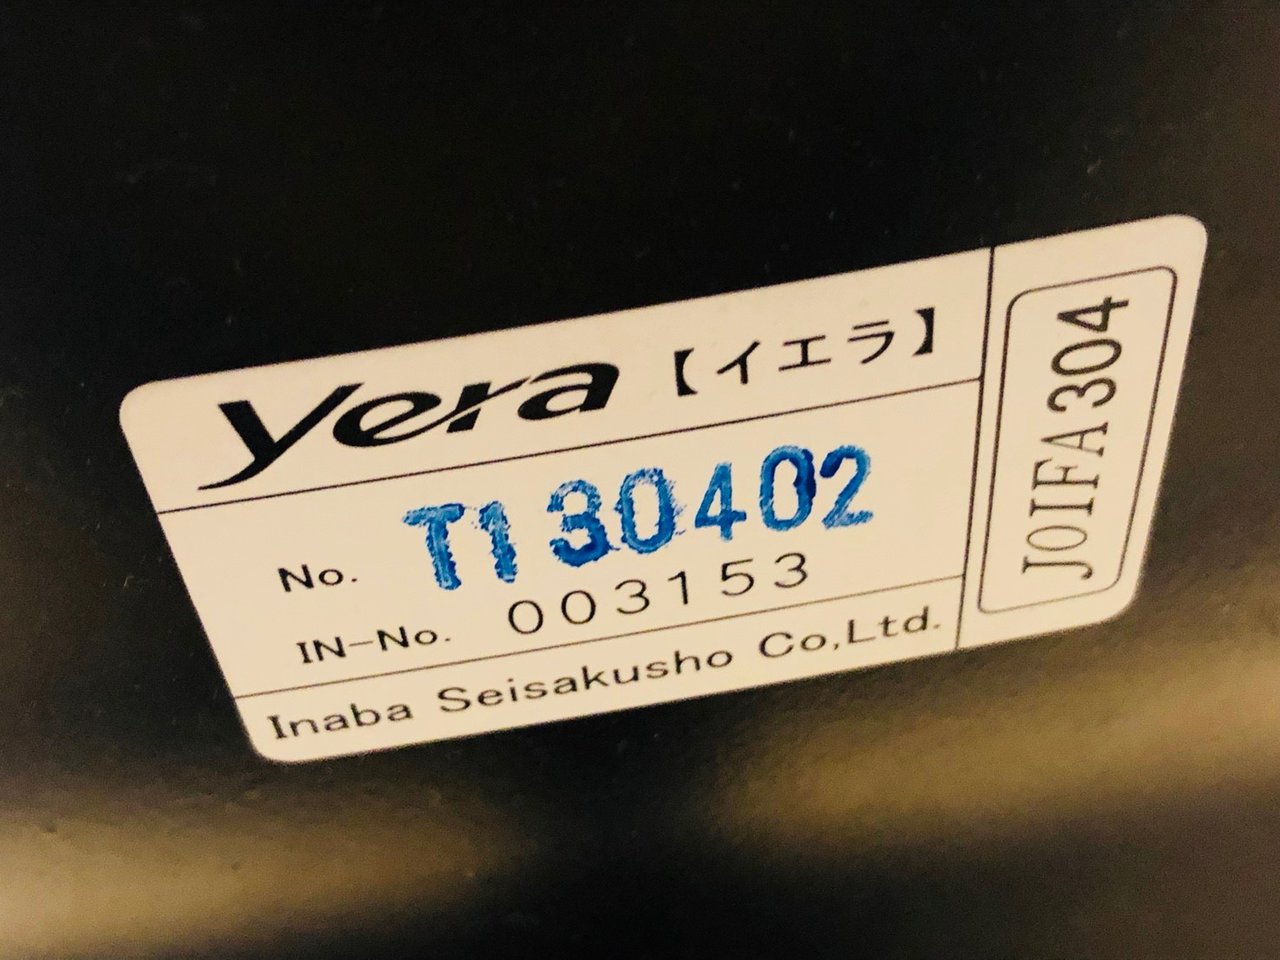 yera【イエラ】
No. T130402
IN-No. 003153
Inaba Seisakusho Co,Ltd.
JOIFA304